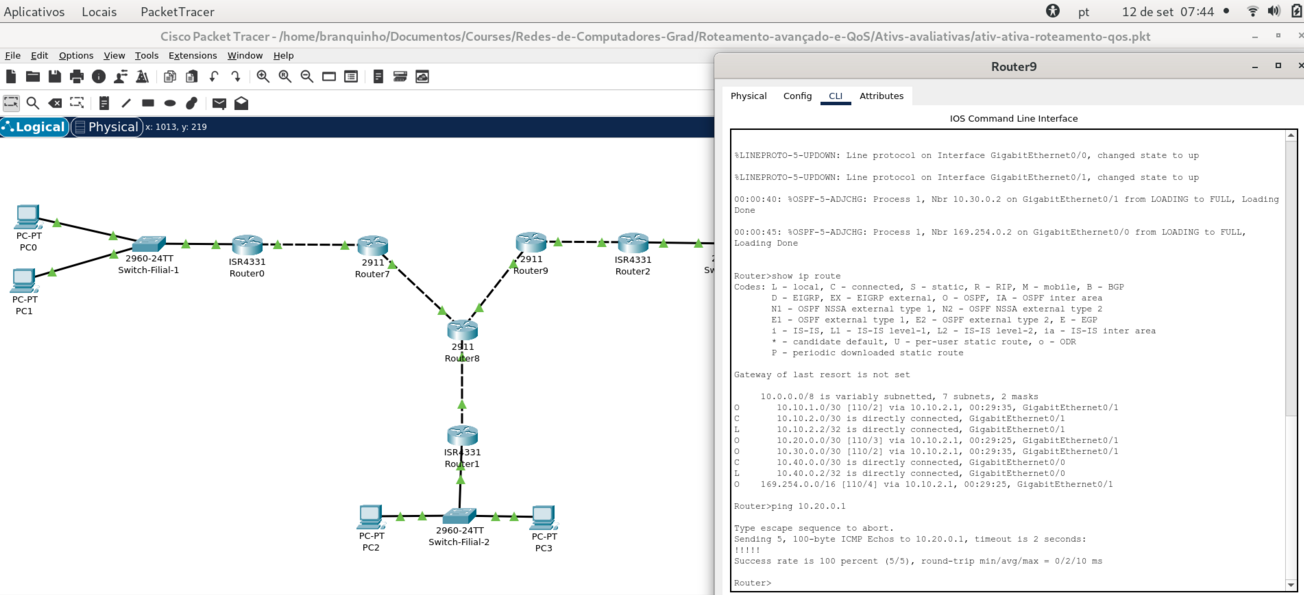 Aplicativos Locais PacketTracer pt 12 de set 07:44
Cisco Packet Tracer - /home/branquinho/Documentos/Courses/Redes-de-Computadores-Grad/Roteamento-avançado-e-QoS/Ativs-avaliativas/ativ-ativa-roteamento-qos.pkt
File Edit Options View Tools Extensions Window Help
Logical Physical x: 1013, y: 219
PC-PT
PC0
PC-PT
PC1
2960-24TT
Switch-Filial-1
ISR4331
Router0
2911
Router7
2911
Router9
ISR4331
Router2
2911
Router8
ISR4331
Router1
PC-PT
PC2
2960-24TT
Switch-Filial-2
PC-PT
PC3
Router9
Physical Config CLI Attributes
IOS Command Line Interface
%LINEPROTO-5-UPDOWN: Line protocol on Interface GigabitEthernet0/0, changed state to up
%LINEPROTO-5-UPDOWN: Line protocol on Interface GigabitEthernet0/1, changed state to up
00:00:40: %OSPF-5-ADJCHG: Process 1, Nbr 10.30.0.2 on GigabitEthernet0/1 from LOADING to FULL, Loading
Done
00:00:45: %OSPF-5-ADJCHG: Process 1, Nbr 169.254.0.2 on GigabitEthernet0/0 from LOADING to FULL,
Loading Done
Router>show ip route
Codes: L - local, C - connected, S - static, R - RIP, M - mobile, B - BGP
D - EIGRP, EX - EIGRP external, O - OSPF, IA - OSPF inter area
N1 - OSPF NSSA external type 1, N2 - OSPF NSSA external type 2
E1 - OSPF external type 1, E2 - OSPF external type 2, E - EGP
i - IS-IS, L1 - IS-IS level-1, L2 - IS-IS level-2, ia - IS-IS inter area
* - candidate default, U - per-user static route, o - ODR
P - periodic downloaded static route
Gateway of last resort is not set
10.0.0.0/8 is variably subnetted, 7 subnets, 2 masks
O 10.10.1.0/30 [110/2] via 10.10.2.1, 00:29:35, GigabitEthernet0/1
C 10.10.2.0/30 is directly connected, GigabitEthernet0/1
L 10.10.2.2/32 is directly connected, GigabitEthernet0/1
O 10.20.0.0/30 [110/3] via 10.10.2.1, 00:29:25, GigabitEthernet0/1
O 10.30.0.0/30 [110/2] via 10.10.2.1, 00:29:35, GigabitEthernet0/1
C 10.40.0.0/30 is directly connected, GigabitEthernet0/0
L 10.40.0.2/32 is directly connected, GigabitEthernet0/0
O 169.254.0.0/16 [110/4] via 10.10.2.1, 00:29:25, GigabitEthernet0/1
Router>ping 10.20.0.1
Type escape sequence to abort.
Sending 5, 100-byte ICMP Echos to 10.20.0.1, timeout is 2 seconds:
!!!!!
Success rate is 100 percent (5/5), round-trip min/avg/max = 0/2/10 ms
Router>